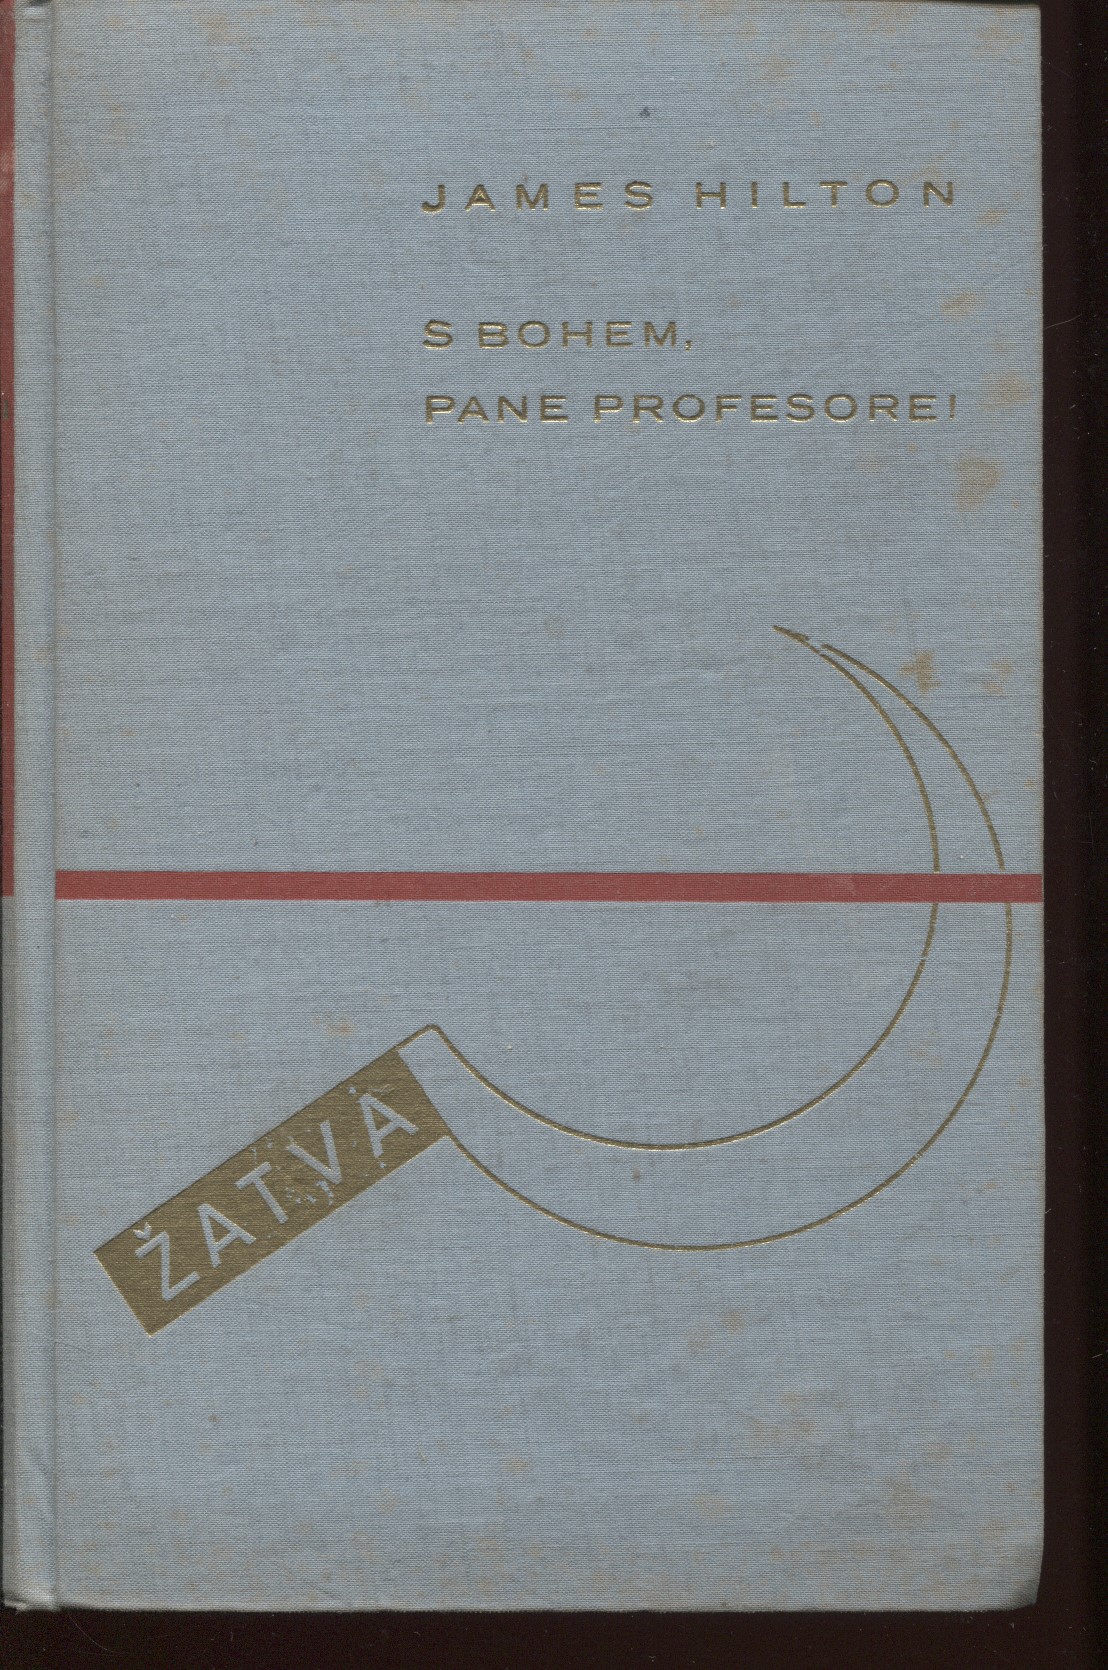 JAMES HILTON
S BOHEM,
PANE PROFESORE!
ŽATVA